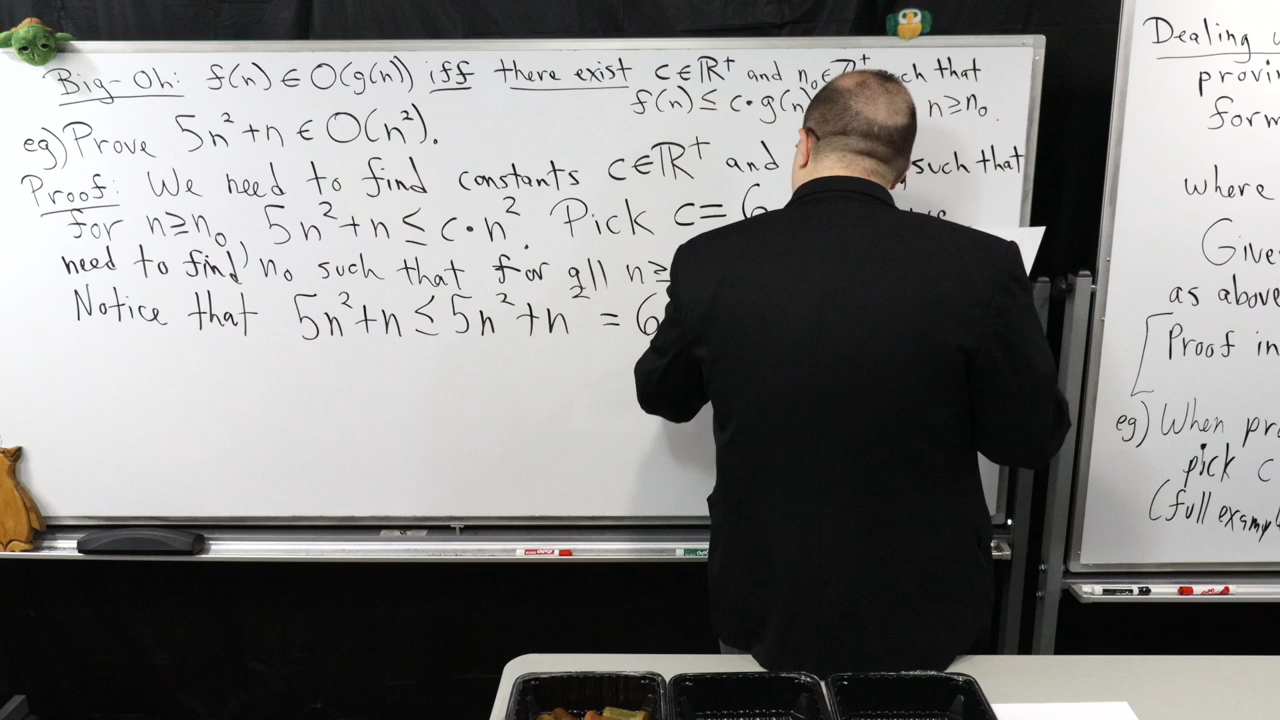 Big-Oh: f(n) ∈ O(g(n)) iff there exist c∈ℝ⁺ and n₀∈ℤ⁺ such that
f(n) ≤ c·g(n) n≥n₀.
eg) Prove 5n²+n ∈ O(n²).
Proof: We need to find constants c∈ℝ⁺ and such that
for n≥n₀, 5n²+n ≤ c·n². Pick c=6
need to find n₀ such that for all n≥
Notice that 5n²+n ≤ 5n²+n² = 6
Dealing
provin
form
where
Give
as above
[Proof in
eg) When pro
pick c
(full exampl